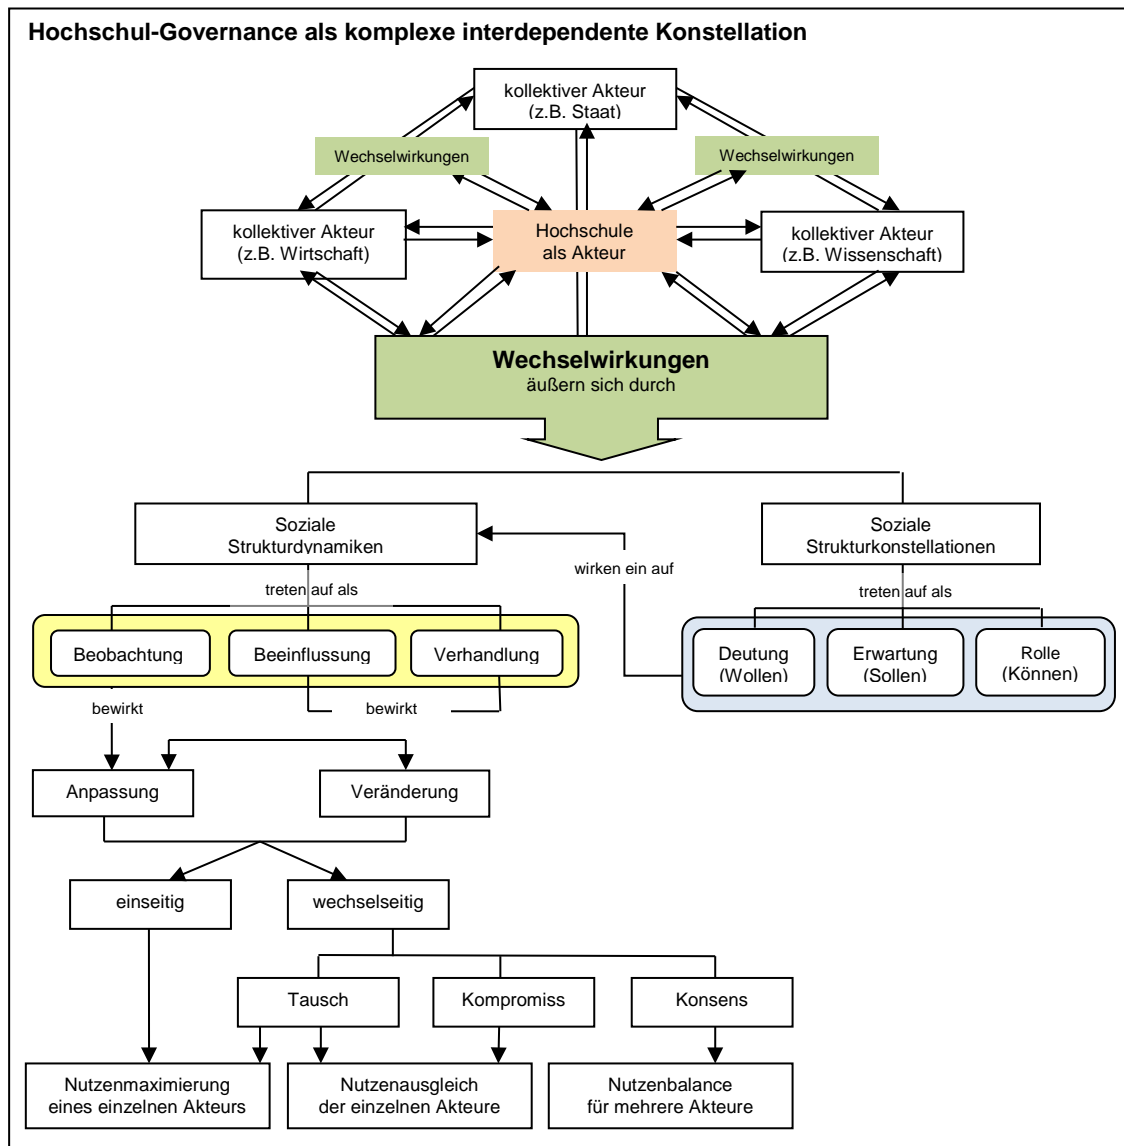 Hochschul-Governance als komplexe interdependente Konstellation
kollektiver Akteur
(z.B. Staat)
Wechselwirkungen
Wechselwirkungen
kollektiver Akteur
(z.B. Wirtschaft)
Hochschule
als Akteur
kollektiver Akteur
(z.B. Wissenschaft)
Wechselwirkungen
äußern sich durch
Soziale
Strukturdynamiken
Soziale
Strukturkonstellationen
wirken ein auf
treten auf als
treten auf als
Beobachtung
Beeinflussung
Verhandlung
Deutung
(Wollen)
Erwartung
(Sollen)
Rolle
(Können)
bewirkt
bewirkt
Anpassung
Veränderung
einseitig
wechselseitig
Tausch
Kompromiss
Konsens
Nutzenmaximierung
eines einzelnen Akteurs
Nutzenausgleich
der einzelnen Akteure
Nutzenbalance
für mehrere Akteure